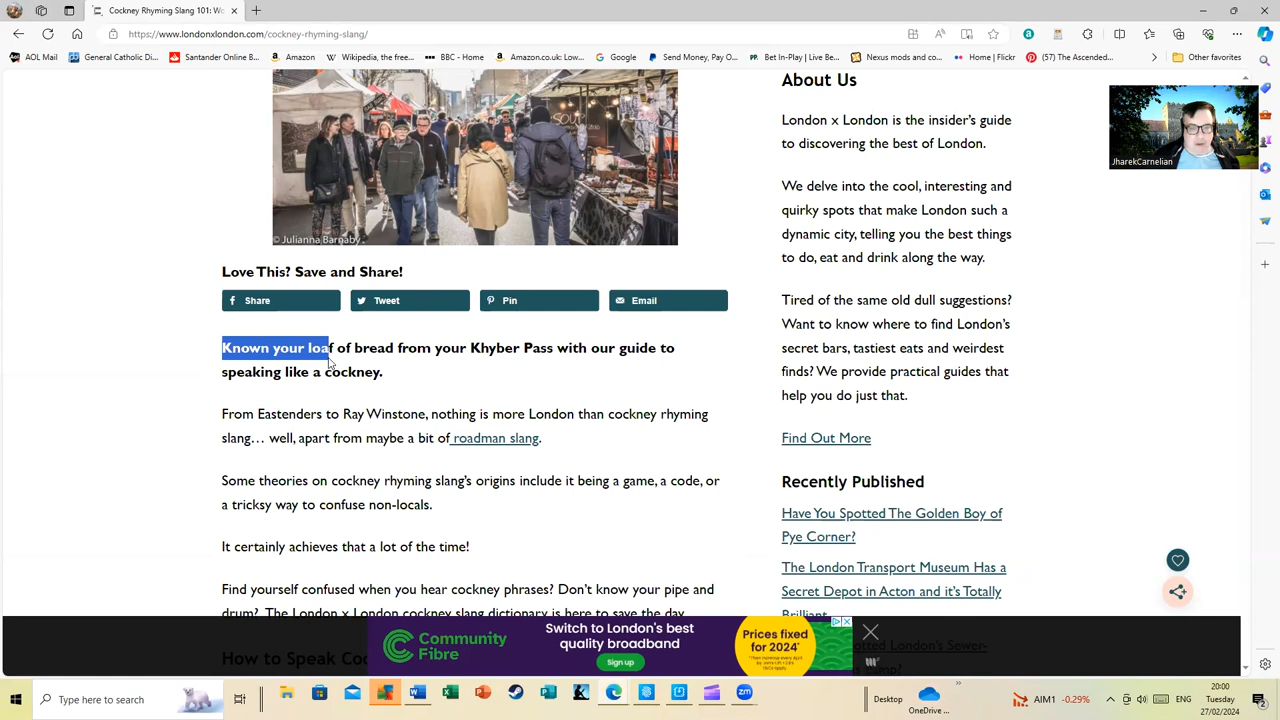 Cockney Rhyming Slang 101: Wo
https://www.londonxlondon.com/cockney-rhyming-slang/
AOL Mail
General Catholic Di...
Santander Online B...
Amazon
Wikipedia, the free...
BBC - Home
Amazon.co.uk: Low...
Google
Send Money, Pay O...
Bet In-Play | Live Be...
Nexus mods and co...
Home | Flickr
(57) The Ascended...
Other favorites
SOUP
© Julianna Barnaby
JharekCarnelian
Love This? Save and Share!
Share
Tweet
Pin
Email
Known your loaf of bread from your Khyber Pass with our guide to
speaking like a cockney.
From Eastenders to Ray Winstone, nothing is more London than cockney rhyming
slang… well, apart from maybe a bit of roadman slang.
Some theories on cockney rhyming slang’s origins include it being a game, a code, or
a tricksy way to confuse non-locals.
It certainly achieves that a lot of the time!
Find yourself confused when you hear cockney phrases? Don’t know your pipe and
drum? The London x London cockney slang dictionary is here to save the day
How to Speak Coc
About Us
London x London is the insider’s guide
to discovering the best of London.
We delve into the cool, interesting and
quirky spots that make London such a
dynamic city, telling you the best things
to do, eat and drink along the way.
Tired of the same old dull suggestions?
Want to know where to find London’s
secret bars, tastiest eats and weirdest
finds? We provide practical guides that
help you do just that.
Find Out More
Recently Published
Have You Spotted The Golden Boy of
Pye Corner?
The London Transport Museum Has a
Secret Depot in Acton and it’s Totally
Brilliant
otted London’s Sewer-
amp?
Community
Fibre
Switch to London's best
quality broadband
Sign up
Prices fixed
for 2024*
Type here to search
Desktop
OneDrive ...
AIM1 -0.29%
ENG
20:00
Tuesday
27/02/2024